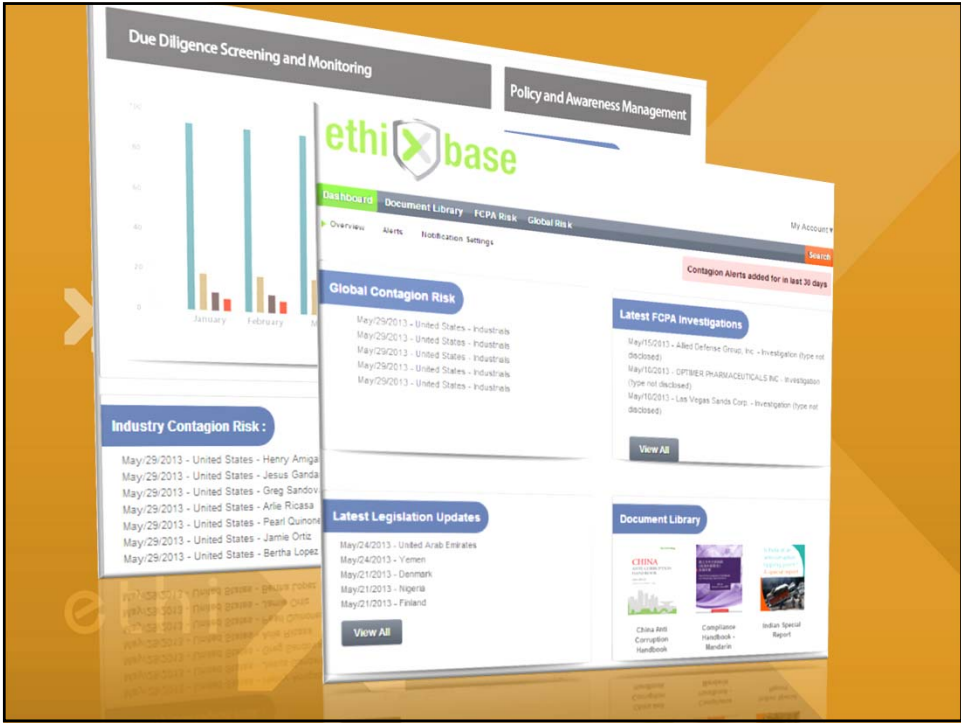 Due Diligence Screening and Monitoring
Policy and Awareness Management
100
80
60
40
20
0
January
February
M
Industry Contagion Risk :
May/29/2013 - United States - Henry Amiga
May/29/2013 - United States - Jesus Ganda
May/29/2013 - United States - Greg Sandov
May/29/2013 - United States - Arlie Ricasa
May/29/2013 - United States - Pearl Quinone
May/29/2013 - United States - Jamie Ortiz
May/29/2013 - United States - Bertha Lopez
ethi base
My Account
Dashboard Document Library FCPA Risk Global Risk
Search
Overview Alerts Notification Settings
Contagion Alerts added for in last 30 days
Global Contagion Risk
May/29/2013 - United States - Industrials
May/29/2013 - United States - Industrials
May/29/2013 - United States - Industrials
May/29/2013 - United States - Industrials
May/29/2013 - United States - Industrials
Latest FCPA Investigations
May/15/2013 - Allied Defense Group, Inc. - Investigation (type not
disclosed)
May/10/2013 - OPTIMER PHARMACEUTICALS INC - Investigation
(type not disclosed)
May/10/2013 - Las Vegas Sands Corp. - Investigation (type not
disclosed)
View All
Latest Legislation Updates
May/24/2013 - United Arab Emirates
May/24/2013 - Yemen
May/21/2013 - Denmark
May/21/2013 - Nigeria
May/21/2013 - Finland
View All
Document Library
CHINA
China Anti
Corruption
Handbook
Compliance
Handbook -
Mandarin
Indian Special
Report
ethi